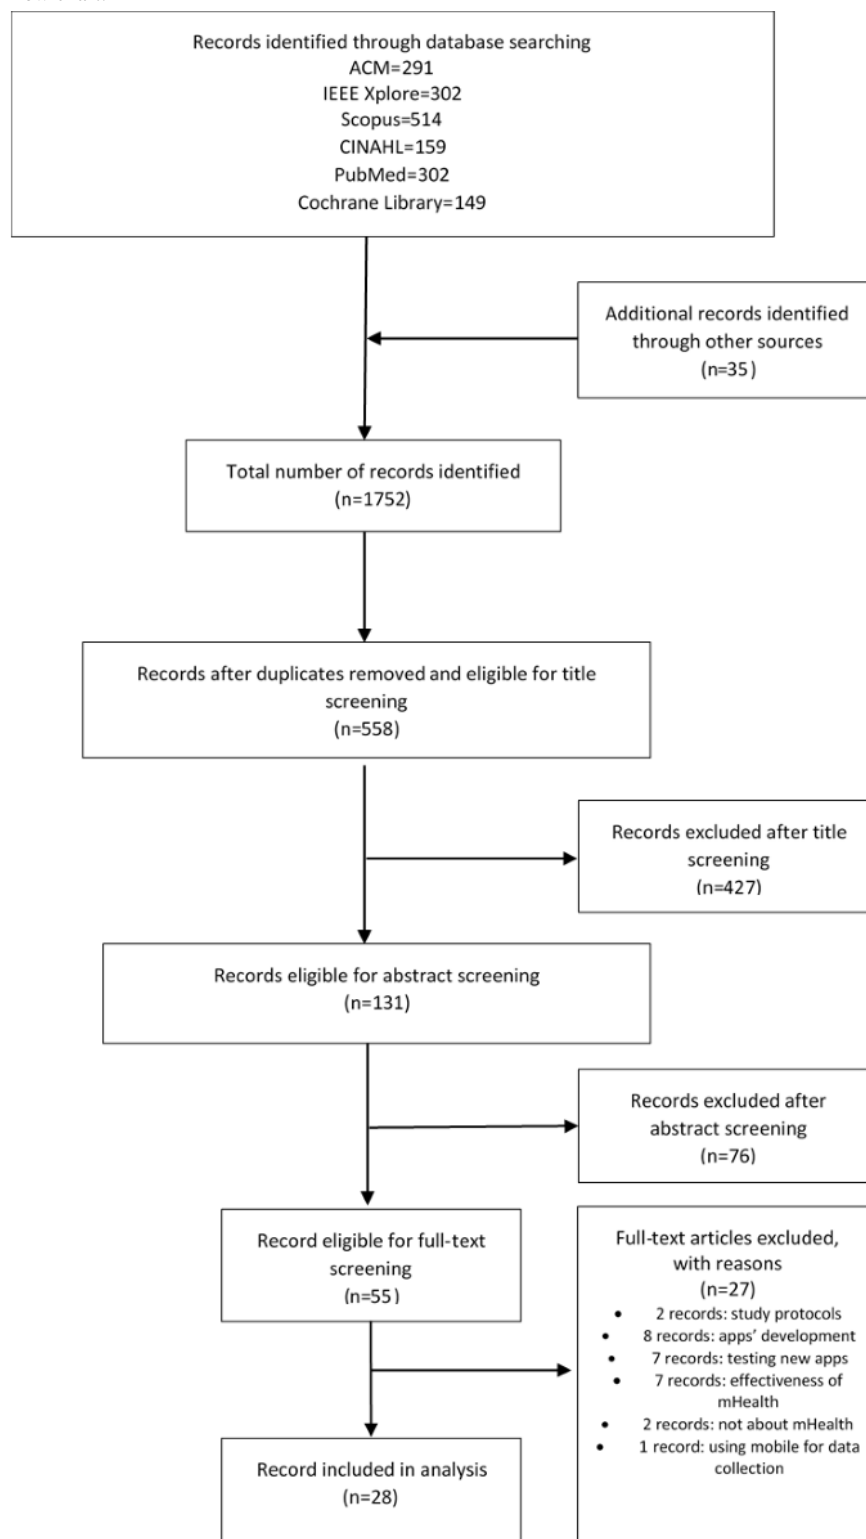 Records identified through database searching
ACM=291
IEEE Xplore=302
Scopus=514
CINAHL=159
PubMed=302
Cochrane Library=149
Additional records identified
through other sources
(n=35)
Total number of records identified
(n=1752)
Records after duplicates removed and eligible for title
screening
(n=558)
Records excluded after title
screening
(n=427)
Records eligible for abstract screening
(n=131)
Records excluded after
abstract screening
(n=76)
Record eligible for full-text
screening
(n=55)
Full-text articles excluded,
with reasons
(n=27)
• 2 records: study protocols
• 8 records: apps’ development
• 7 records: testing new apps
• 7 records: effectiveness of
mHealth
• 2 records: not about mHealth
• 1 record: using mobile for data
collection
Record included in analysis
(n=28)